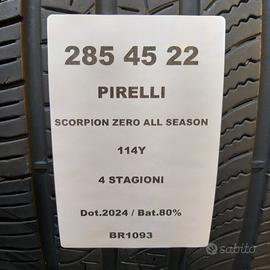 285 45 22
PIRELLI
SCORPION ZERO ALL SEASON
114Y
4 STAGIONI
Dot.2024 / Bat.80%
BR1093
subito